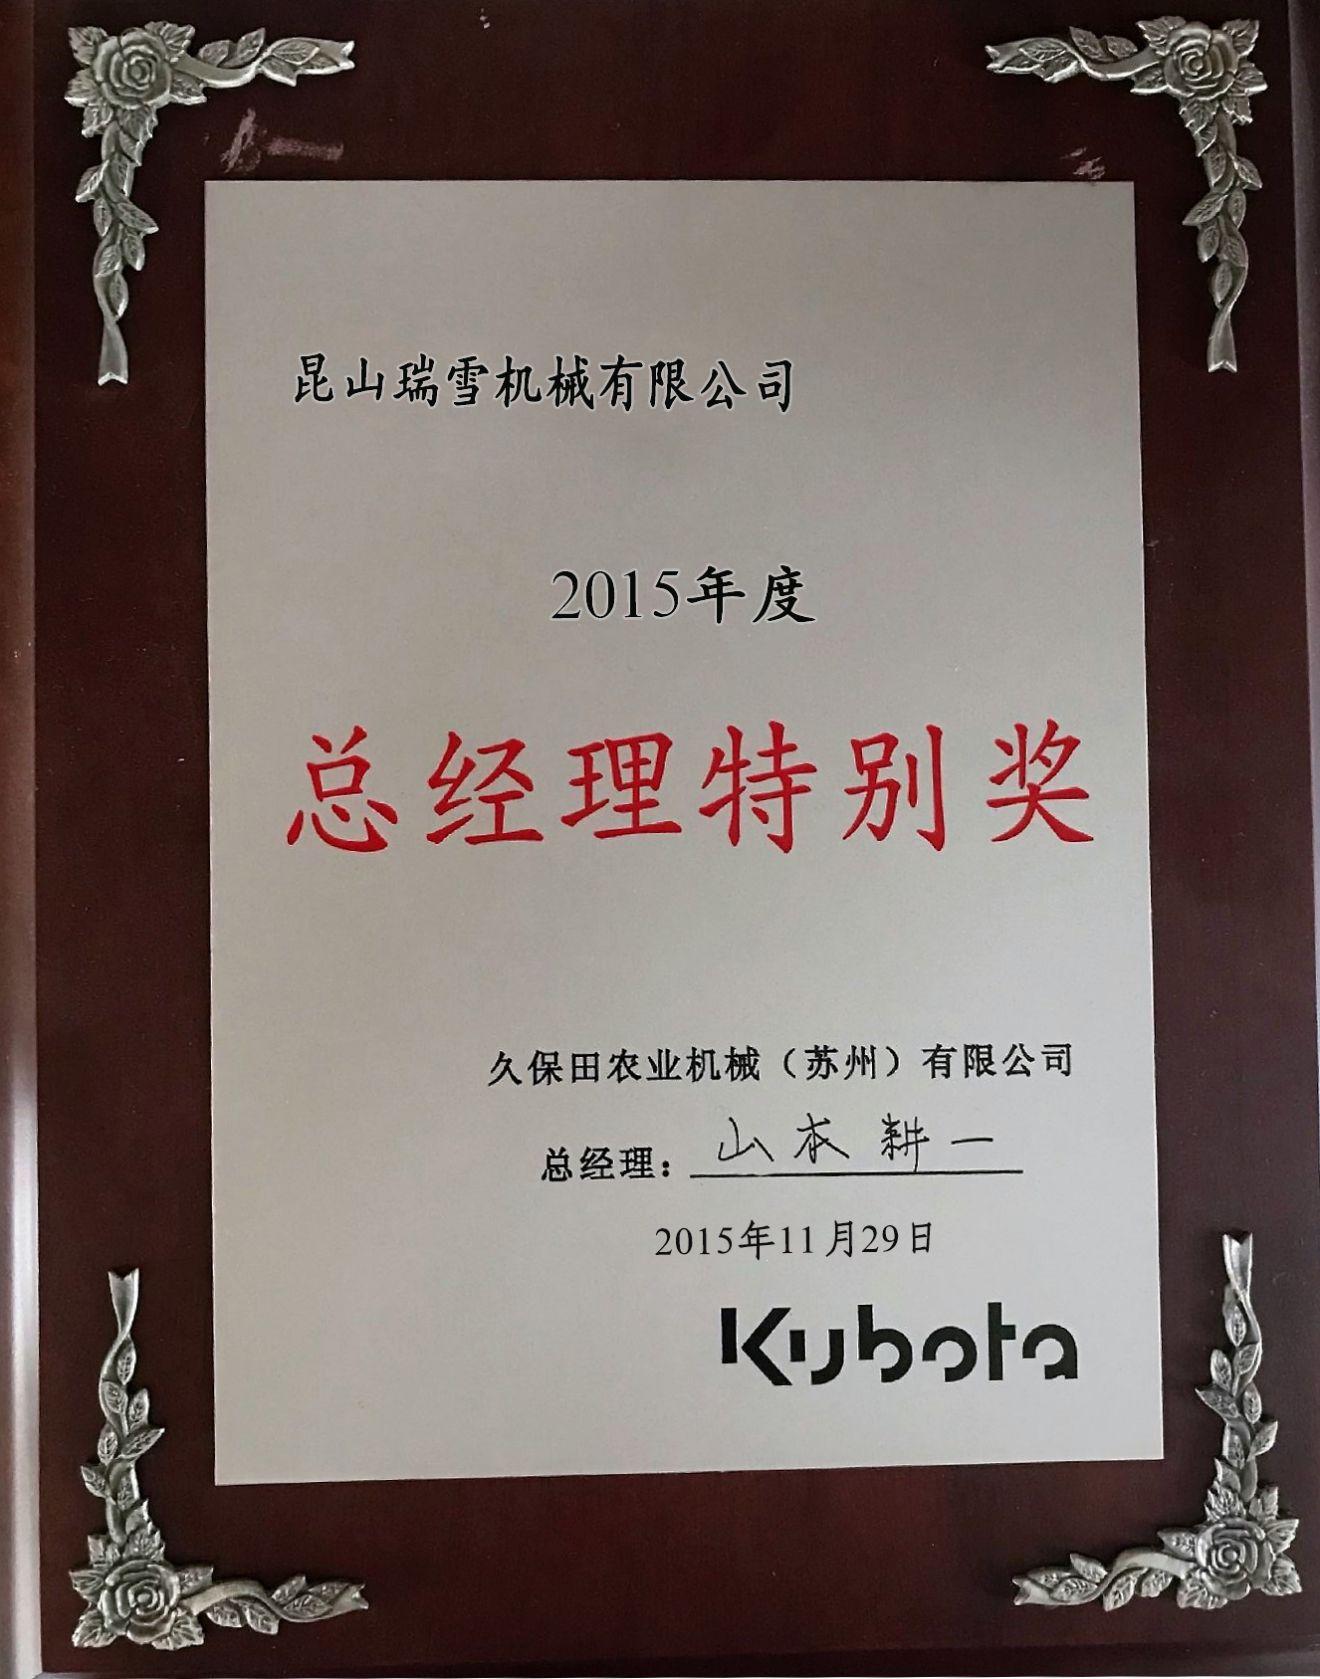 昆山瑞雪机械有限公司
2015年度
总经理特别奖
久保田农业机械（苏州）有限公司
总经理：山本耕一
2015年11月29日
Kubota